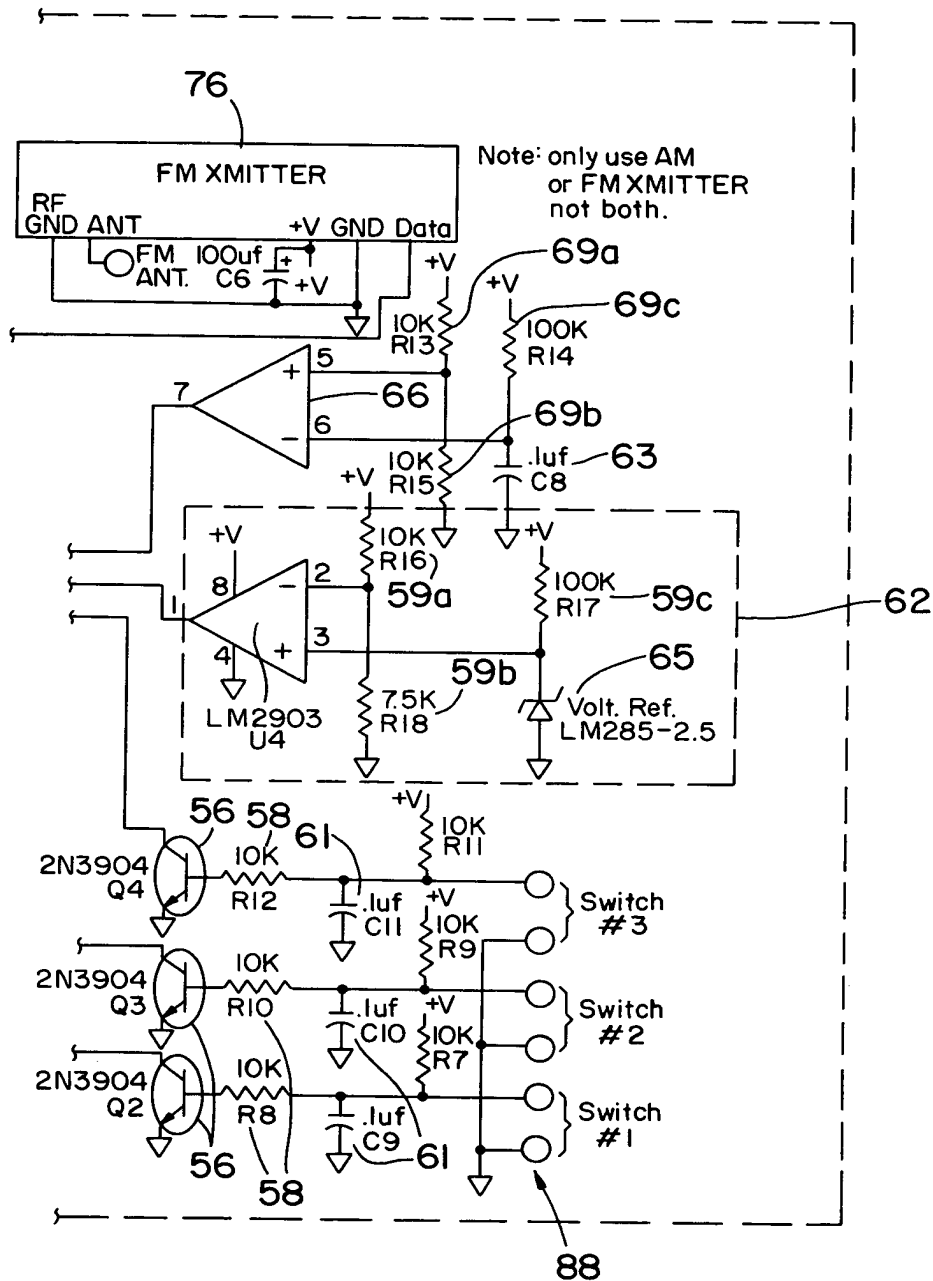 76
FM XMITTER
RF
GND ANT +V GND Data
Note: only use AM
or FM XMITTER
not both.
FM
ANT.
100uf
C6
+
+V
+V
69a
+V
69c
10K
R13
100K
R14
7
5
+
66
6
−
69b
10K
R15
.1uf
C8
63
+V
+V
+V
10K
R16
59a
8
−
2
1
100K
R17
59c
62
4
+
3
59b
65
LM2903
U4
7.5K
R18
Volt. Ref.
LM285-2.5
+V
56
58
61
10K
R11
2N3904
Q4
10K
R12
.1uf
C11
+V
Switch
#3
10K
R9
2N3904
Q3
10K
R10
.1uf
C10
+V
Switch
#2
10K
R7
2N3904
Q2
10K
R8
.1uf
C9
Switch
#1
56
58
61
88